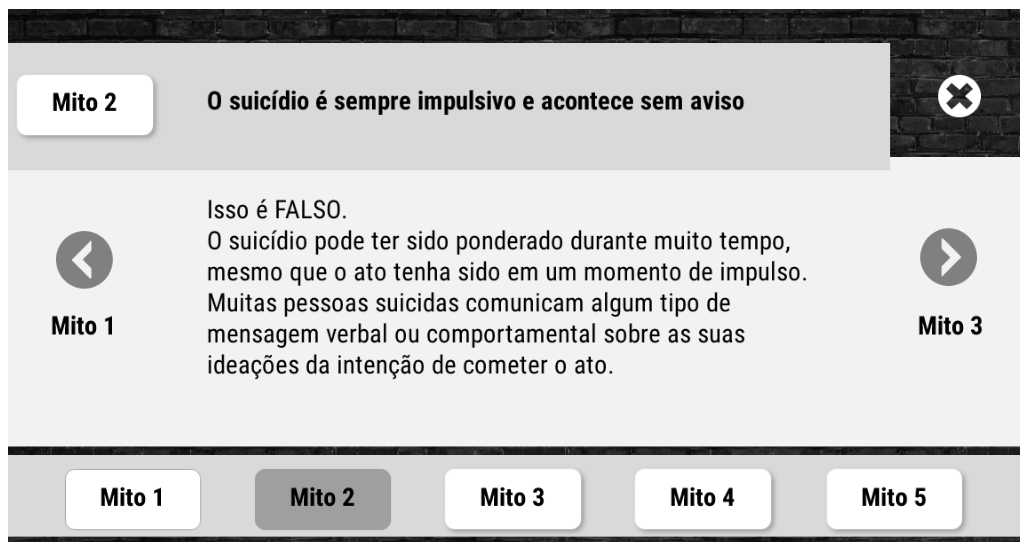 Mito 2
O suicídio é sempre impulsivo e acontece sem aviso
Isso é FALSO.
O suicídio pode ter sido ponderado durante muito tempo,
mesmo que o ato tenha sido em um momento de impulso.
Muitas pessoas suicidas comunicam algum tipo de
mensagem verbal ou comportamental sobre as suas
ideações da intenção de cometer o ato.
Mito 1
Mito 3
Mito 1
Mito 2
Mito 3
Mito 4
Mito 5